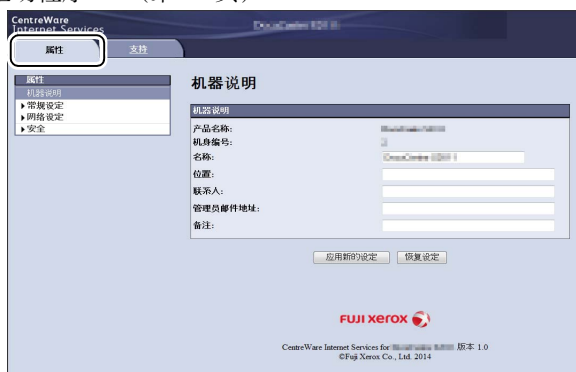 CentreWare
Internet Services
属性
支持
属性
机器说明
常规设定
网络设定
安全
机器说明
机器说明
产品名称:
机身编号:
名称:
位置:
联系人:
管理员邮件地址:
备注:
应用新的设定
恢复设定
FUJI XEROX
CentreWare Internet Services for 版本 1.0
©Fuji Xerox Co., Ltd. 2014